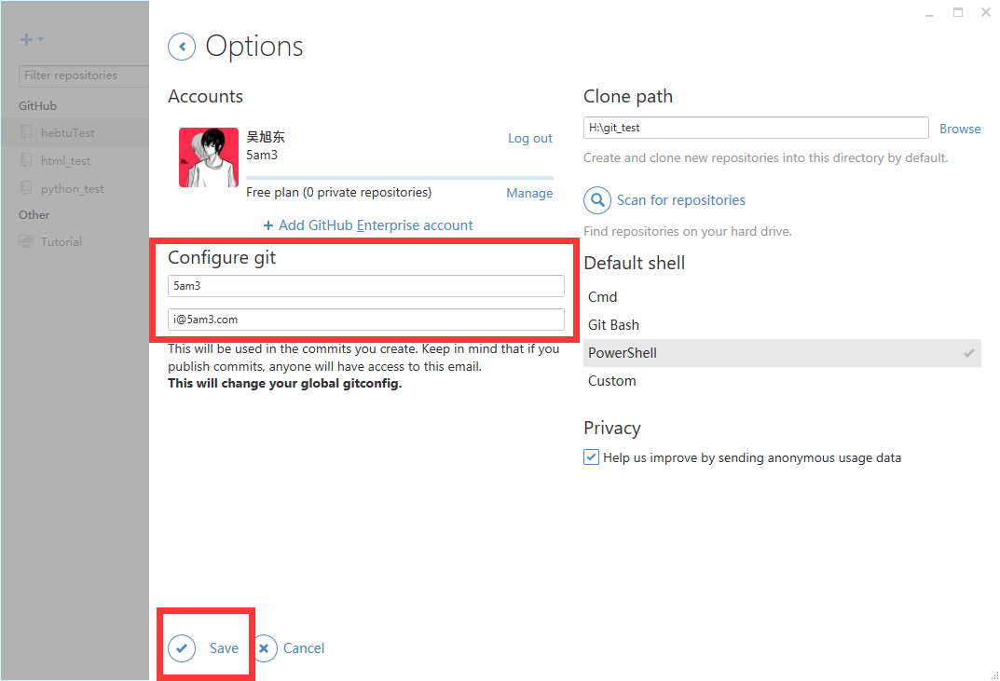 Options
Filter repositories
GitHub
hebtuTest
html_test
python_test
Other
Tutorial
Accounts
吴旭东
5am3
Log out
Free plan (0 private repositories)
Manage
+ Add GitHub Enterprise account
Configure git
5am3
i@5am3.com
This will be used in the commits you create. Keep in mind that if you
publish commits, anyone will have access to this email.
This will change your global gitconfig.
Save
Cancel
Clone path
H:\git_test
Browse
Create and clone new repositories into this directory by default.
Scan for repositories
Find repositories on your hard drive.
Default shell
Cmd
Git Bash
PowerShell
Custom
Privacy
Help us improve by sending anonymous usage data